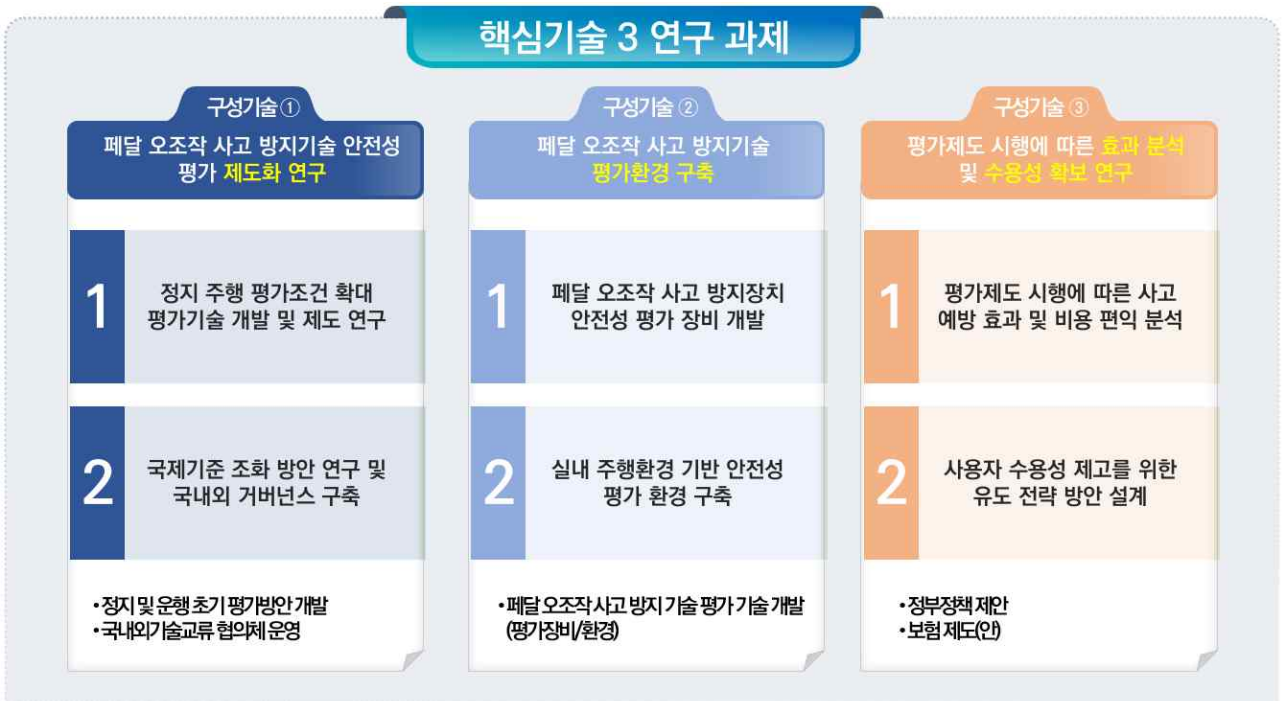 핵심기술 3 연구 과제
구성기술 ①
페달 오조작 사고 방지기술 안전성
평가 제도화 연구
1
정지 주행 평가조건 확대
평가기술 개발 및 제도 연구
2
국제기준 조화 방안 연구 및
국내외 거버넌스 구축
•정지 및 운행 초기 평가방안 개발
•국내외기술교류 협의체 운영
구성기술 ②
페달 오조작 사고 방지기술
평가환경 구축
1
페달 오조작 사고 방지장치
안전성 평가 장비 개발
2
실내 주행환경 기반 안전성
평가 환경 구축
•페달 오조작 사고 방지 기술 평가 기술 개발
(평가장비/환경)
구성기술 ③
평가제도 시행에 따른 효과 분석
및 수용성 확보 연구
1
평가제도 시행에 따른 사고
예방 효과 및 비용 편익 분석
2
사용자 수용성 제고를 위한
유도 전략 방안 설계
•정부정책 제안
•보험 제도(안)